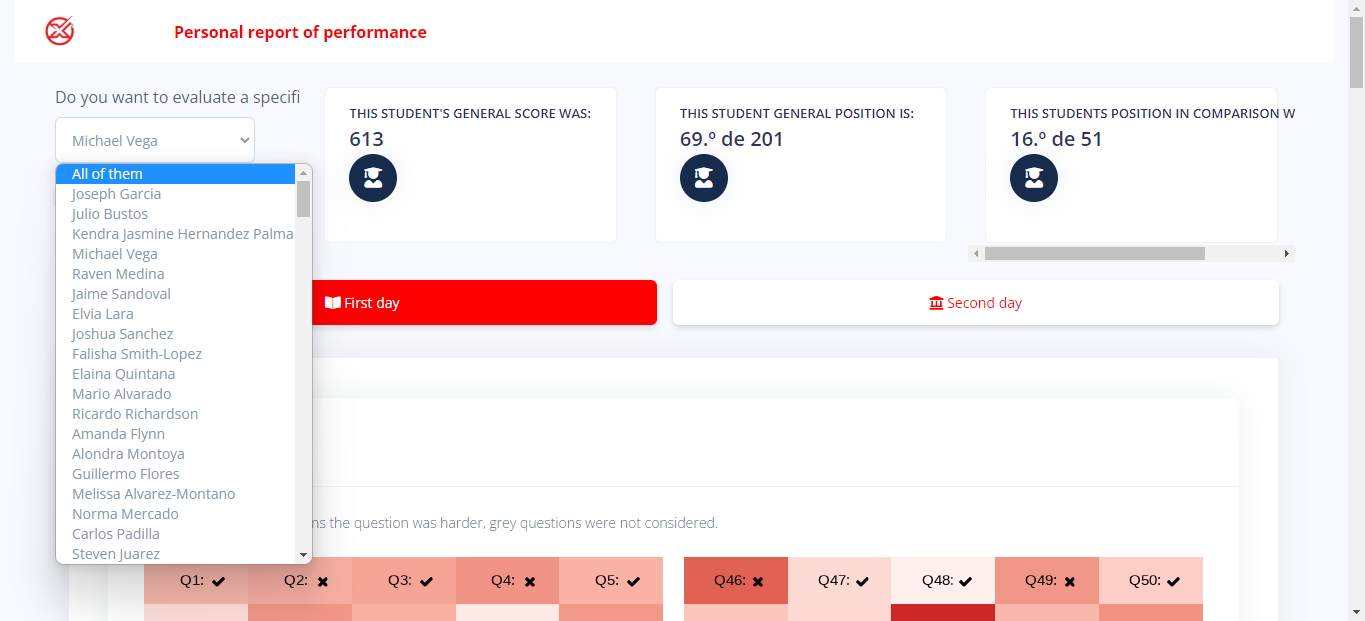 Personal report of performance
Do you want to evaluate a specifi
Michael Vega
All of them
Joseph Garcia
Julio Bustos
Kendra Jasmine Hernandez Palma
Michael Vega
Raven Medina
Jaime Sandoval
Elvia Lara
Joshua Sanchez
Falisha Smith-Lopez
Elaina Quintana
Mario Alvarado
Ricardo Richardson
Amanda Flynn
Alondra Montoya
Guillermo Flores
Melissa Alvarez-Montano
Norma Mercado
Carlos Padilla
Steven Juarez
THIS STUDENT'S GENERAL SCORE WAS:
613
THIS STUDENT GENERAL POSITION IS:
69.º de 201
THIS STUDENTS POSITION IN COMPARISON W
16.º de 51
First day
Second day
ns the question was harder, grey questions were not considered.
Q1: ✔ Q2: ✖ Q3: ✔ Q4: ✖ Q5: ✔ Q46: ✖ Q47: ✔ Q48: ✔ Q49: ✖ Q50: ✔